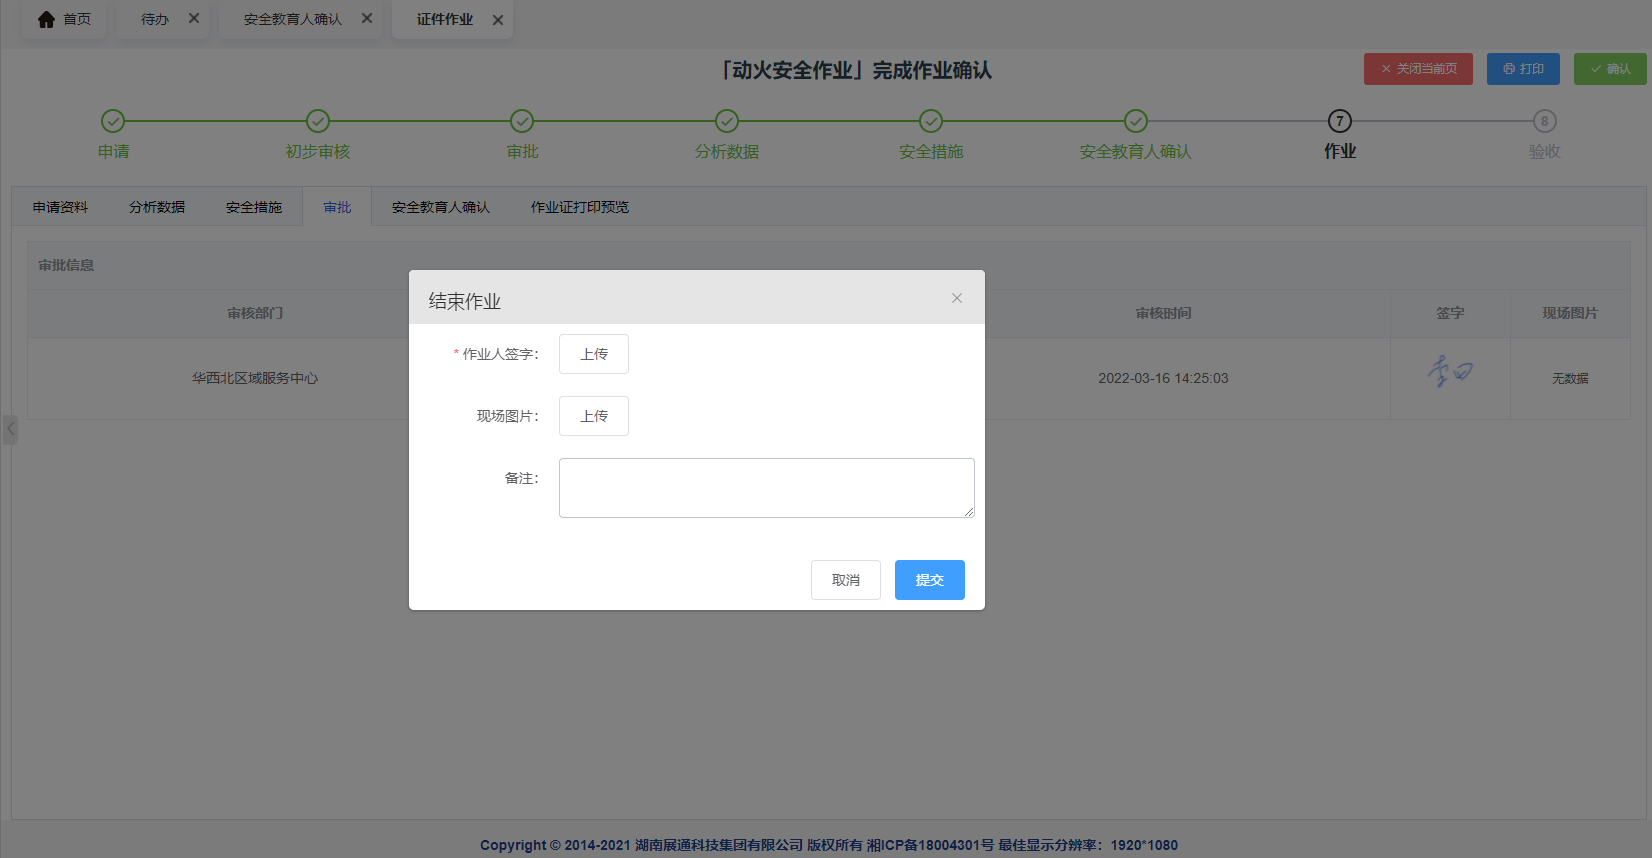 首页
待办
安全教育人确认
证件作业
「动火安全作业」完成作业确认
关闭当前页
打印
确认
7
8
申请
初步审核
审批
分析数据
安全措施
安全教育人确认
作业
验收
申请资料
分析数据
安全措施
审批
安全教育人确认
作业证打印预览
审批信息
审核部门
审核时间
签字
现场图片
华西北区域服务中心
2022-03-16 14:25:03
无数据
结束作业
* 作业人签字：
上传
现场图片：
上传
备注：
取消
提交
Copyright © 2014-2021 湖南展通科技集团有限公司 版权所有 湘ICP备18004301号 最佳显示分辨率：1920*1080